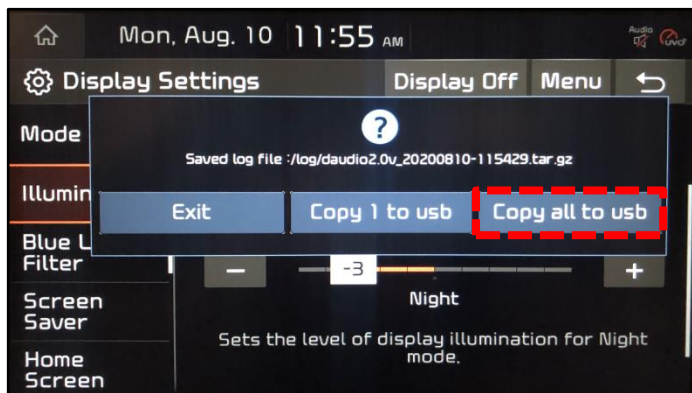 Mon, Aug. 10 11:55 AM
Audio
UVO
Display Settings Display Off Menu
Mode
?
Saved log file :/log/daudio2.0v_20200810-115429.tar.gz
Illumin
Exit Copy 1 to usb Copy all to usb
Blue L
Filter
- -3 +
Screen
Saver
Night
Sets the level of display illumination for Night
mode.
Home
Screen